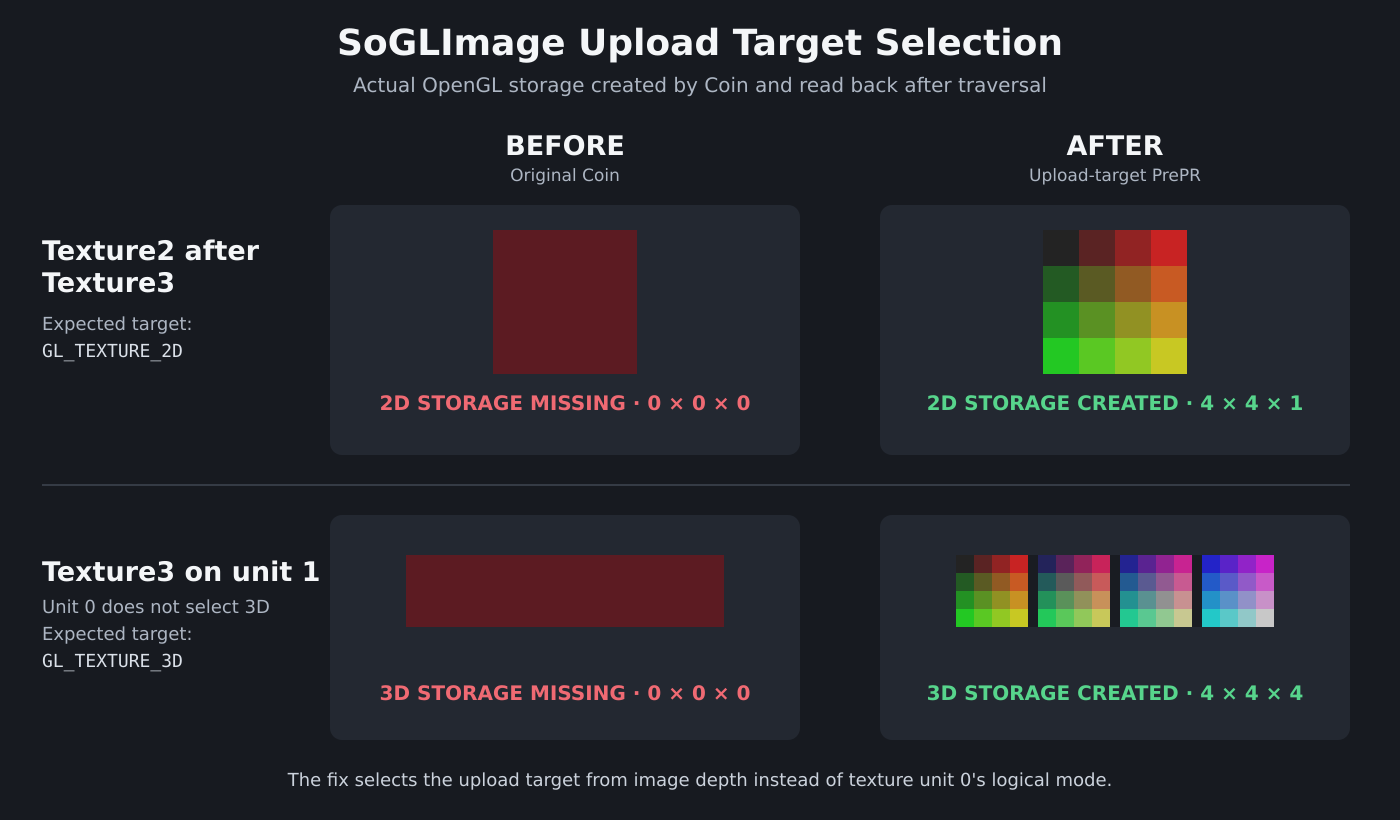 SoGLImage Upload Target Selection
Actual OpenGL storage created by Coin and read back after traversal
BEFORE
Original Coin
AFTER
Upload-target PrePR
Texture2 after
Texture3
Expected target:
GL_TEXTURE_2D
2D STORAGE MISSING · 0 × 0 × 0
2D STORAGE CREATED · 4 × 4 × 1
Texture3 on unit 1
Unit 0 does not select 3D
Expected target:
GL_TEXTURE_3D
3D STORAGE MISSING · 0 × 0 × 0
3D STORAGE CREATED · 4 × 4 × 4
The fix selects the upload target from image depth instead of texture unit 0's logical mode.